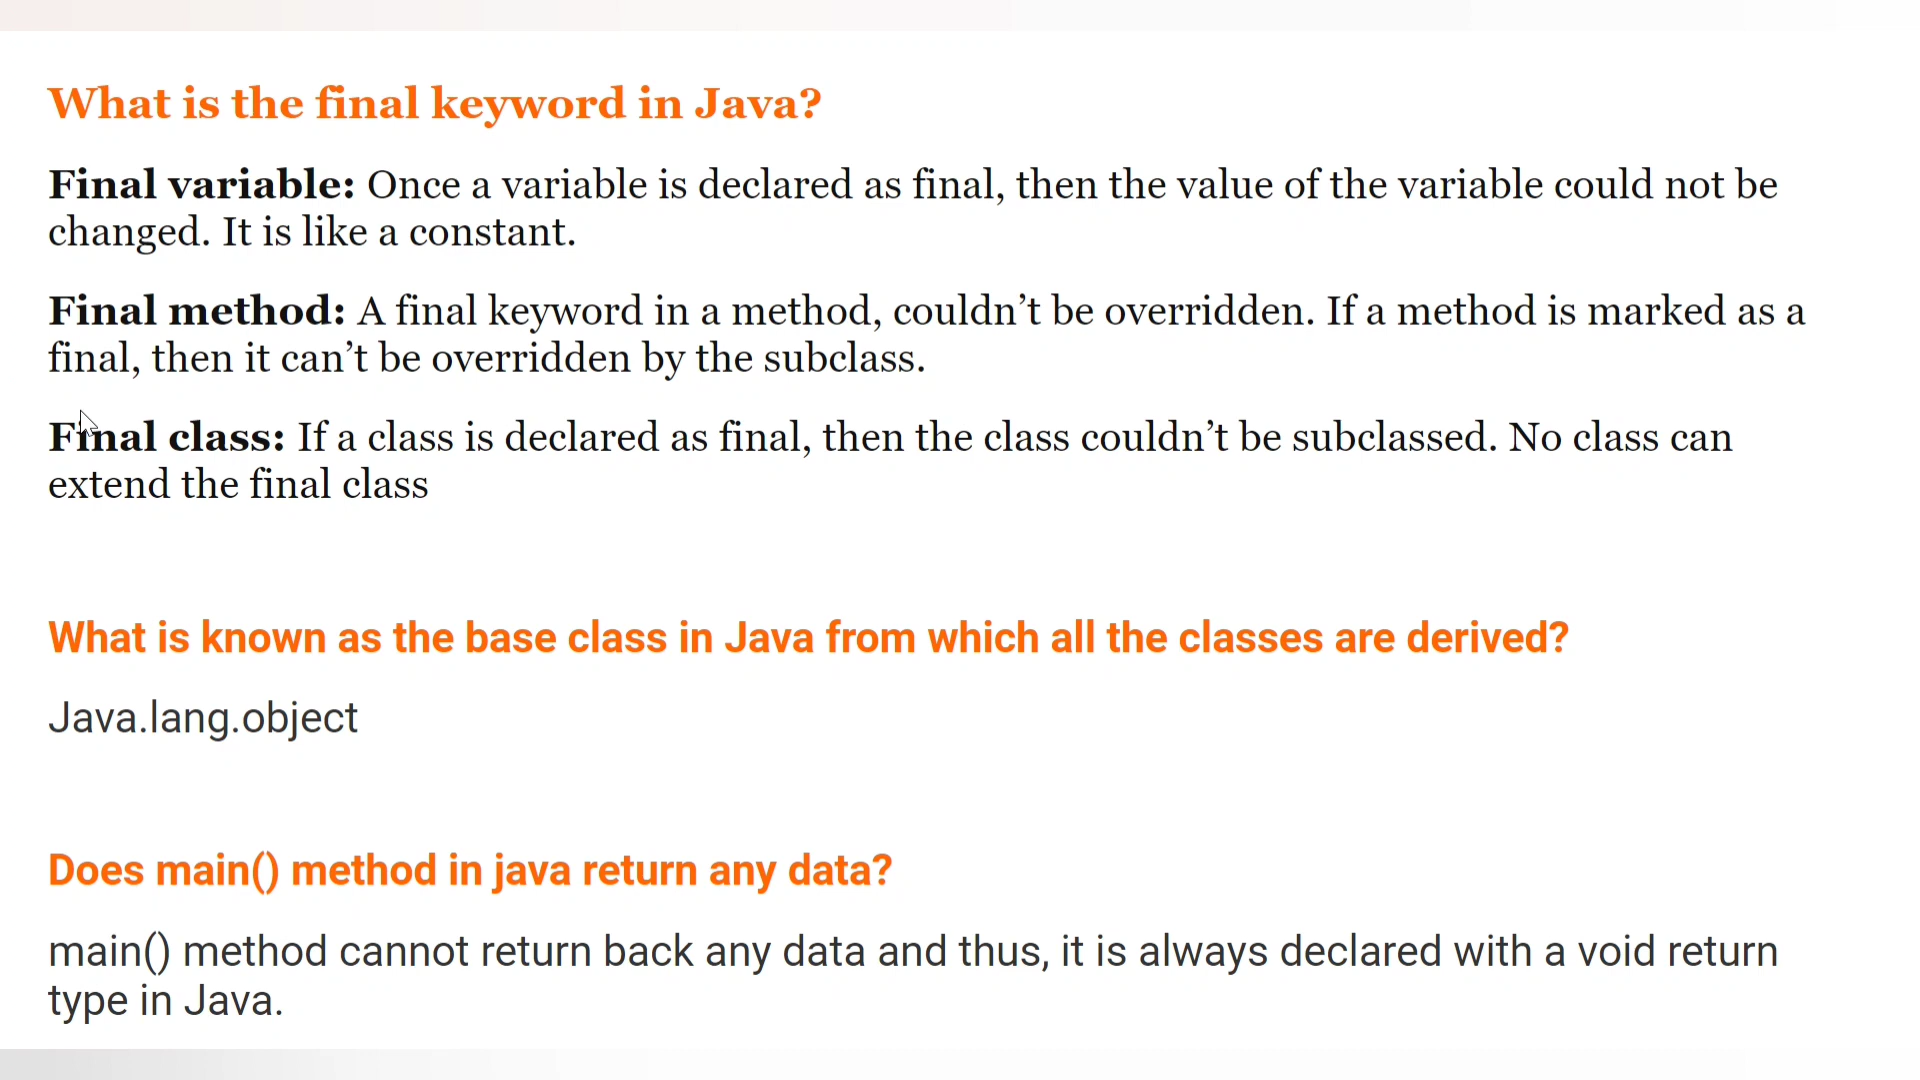 What is the final keyword in Java?
Final variable: Once a variable is declared as final, then the value of the variable could not be
changed. It is like a constant.
Final method: A final keyword in a method, couldn’t be overridden. If a method is marked as a
final, then it can’t be overridden by the subclass.
Final class: If a class is declared as final, then the class couldn’t be subclassed. No class can
extend the final class
What is known as the base class in Java from which all the classes are derived?
Java.lang.object
Does main() method in java return any data?
main() method cannot return back any data and thus, it is always declared with a void return
type in Java.